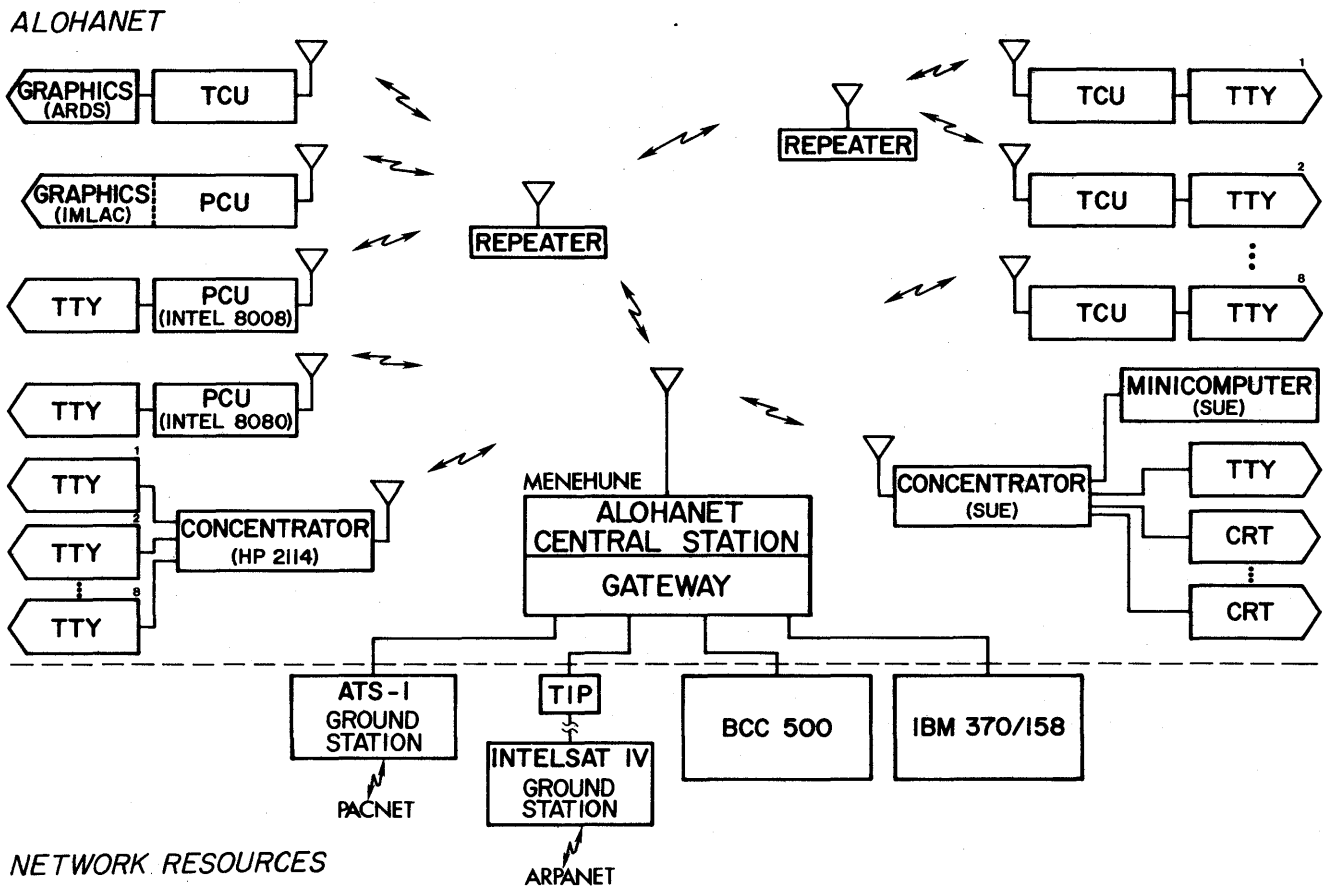 ALOHANET
GRAPHICS
(ARDS)
TCU
GRAPHICS
(IMLAC)
PCU
TTY
PCU
(INTEL 8008)
TTY
PCU
(INTEL 8080)
1
TTY
2
TTY
8
TTY
CONCENTRATOR
(HP 2114)
REPEATER
REPEATER
TCU
1
TTY
TCU
2
TTY
TCU
8
TTY
MINICOMPUTER
(SUE)
CONCENTRATOR
(SUE)
TTY
CRT
CRT
MENEHUNE
ALOHANET
CENTRAL STATION
GATEWAY
ATS-1
GROUND
STATION
PACNET
TIP
INTELSAT IV
GROUND
STATION
ARPANET
BCC 500
IBM 370/158
NETWORK RESOURCES